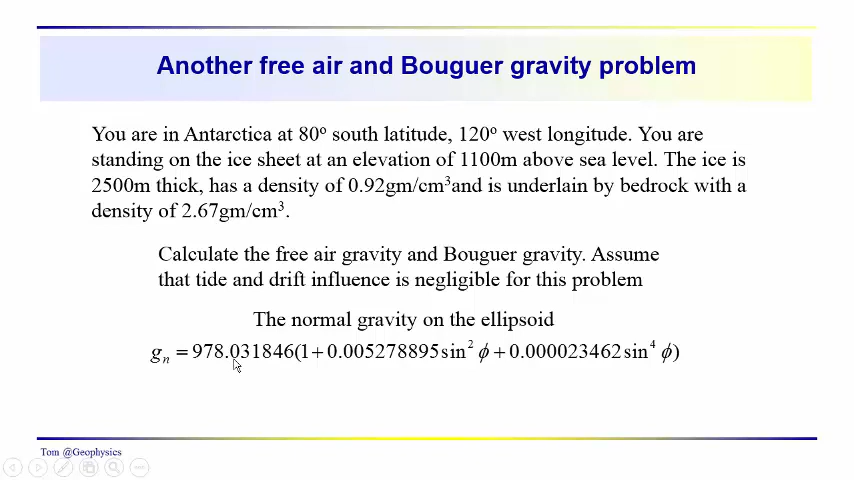 Another free air and Bouguer gravity problem
You are in Antarctica at 80° south latitude, 120° west longitude. You are
standing on the ice sheet at an elevation of 1100m above sea level. The ice is
2500m thick, has a density of 0.92gm/cm³and is underlain by bedrock with a
density of 2.67gm/cm³.
Calculate the free air gravity and Bouguer gravity. Assume
that tide and drift influence is negligible for this problem
The normal gravity on the ellipsoid
gₙ = 978.031846(1+0.005278895sin² ϕ+0.000023462sin⁴ ϕ)
Tom @Geophysics